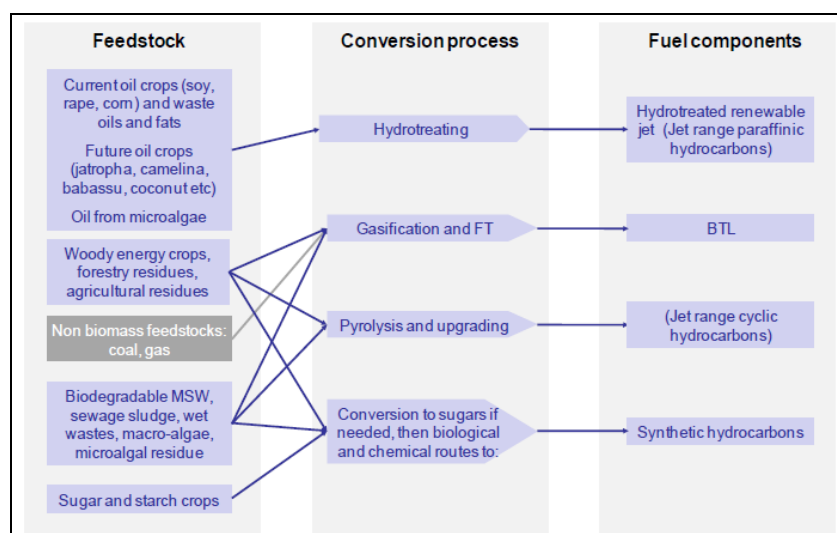 Feedstock
Current oil crops (soy,
rape, corn) and waste
oils and fats
Future oil crops
(jatropha, camelina,
babassu, coconut etc)
Oil from microalgae
Woody energy crops,
forestry residues,
agricultural residues
Non biomass feedstocks:
coal, gas
Biodegradable MSW,
sewage sludge, wet
wastes, macro-algae,
microalgal residue
Sugar and starch crops
Conversion process
Hydrotreating
Gasification and FT
Pyrolysis and upgrading
Conversion to sugars if
needed, then biological
and chemical routes to:
Fuel components
Hydrotreated renewable
jet (Jet range paraffinic
hydrocarbons)
BTL
(Jet range cyclic
hydrocarbons)
Synthetic hydrocarbons